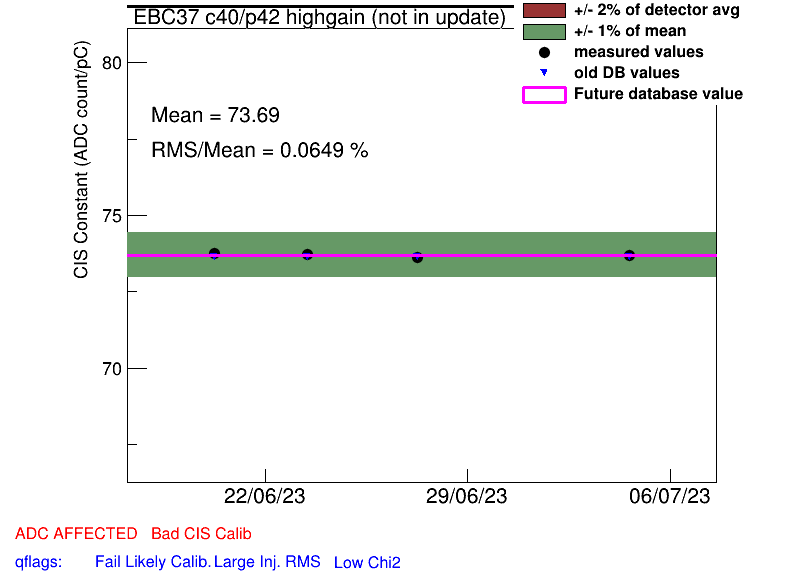 EBC37 c40/p42 highgain (not in update)
+/- 2% of detector avg
+/- 1% of mean
measured values
old DB values
Future database value
CIS Constant (ADC count/pC)
80
75
70
Mean = 73.69
RMS/Mean = 0.0649 %
22/06/23 29/06/23 06/07/23
ADC AFFECTED Bad CIS Calib
qflags: Fail Likely Calib. Large Inj. RMS Low Chi2